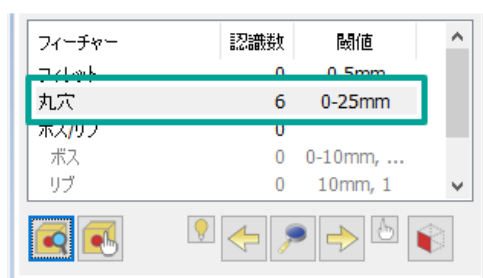 フィーチャー 認識数 閾値
フィレット 0 0-5mm
丸穴 6 0-25mm
ボス/リブ 0
ボス 0 0-10mm, ...
リブ 0 10mm, 1